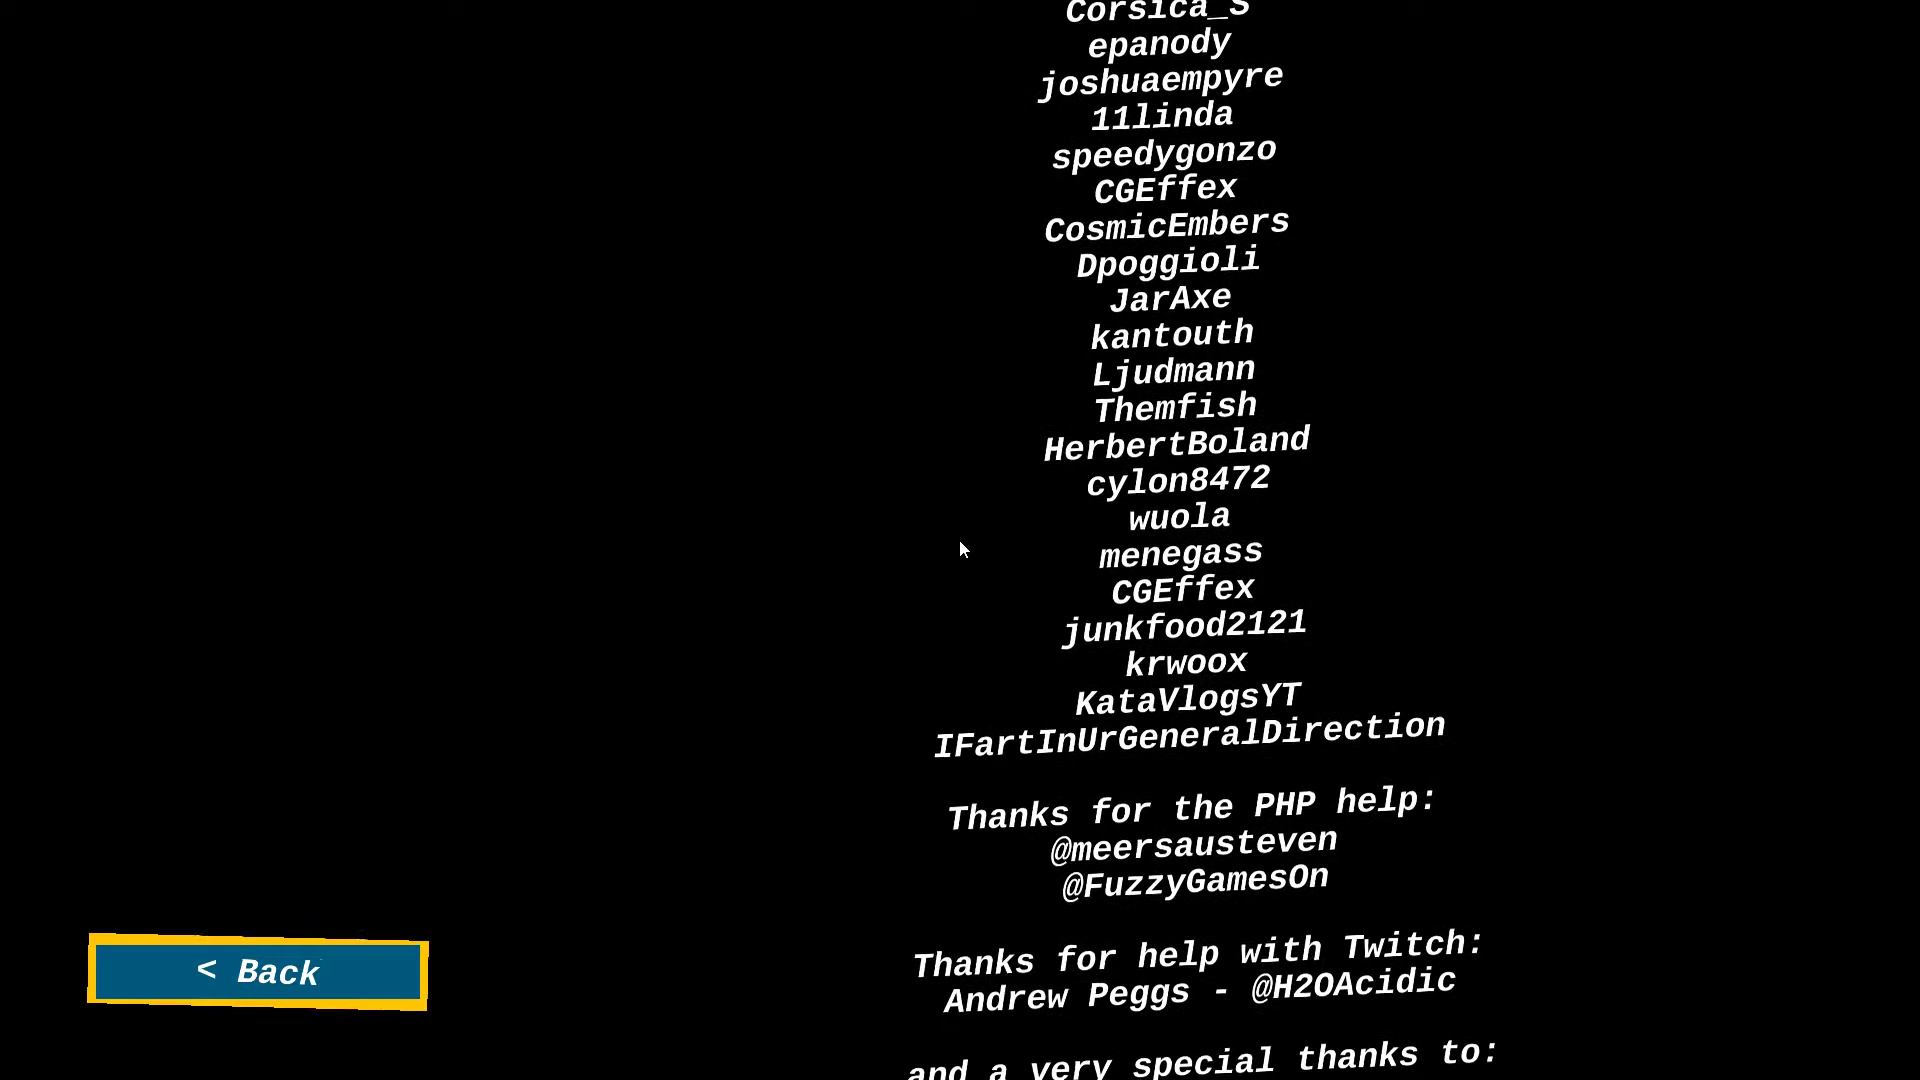 Corsica_S
epanody
joshuaempyre
11linda
speedygonzo
CGEffex
CosmicEmbers
Dpoggioli
JarAxe
kantouth
Ljudmann
Themfish
HerbertBoland
cylon8472
wuola
menegass
CGEffex
junkfood2121
krwoox
KataVlogsYT
IFartInUrGeneralDirection
Thanks for the PHP help:
@meersausteven
@FuzzyGamesOn
Thanks for help with Twitch:
Andrew Peggs - @H2OAcidic
and a very special thanks to:
< Back